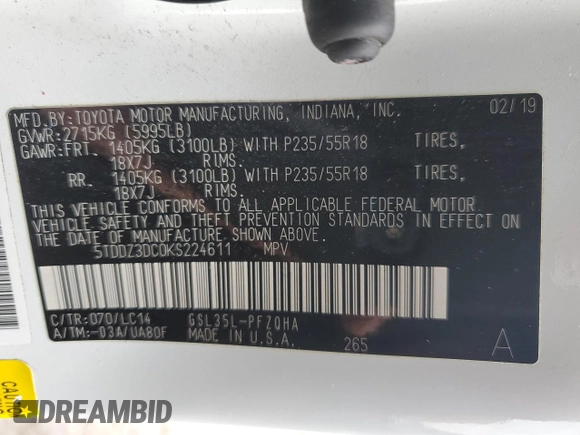 MFD.BY:TOYOTA MOTOR MANUFACTURING, INDIANA, INC. 02/19
GVWR:2715KG (5995LB)
GAWR:FRT. 1405KG (3100LB) WITH P235/55R18 TIRES,
18X7J RIMS.
RR. 1405KG (3100LB) WITH P235/55R18 TIRES,
18X7J RIMS.
THIS VEHICLE CONFORMS TO ALL APPLICABLE FEDERAL MOTOR
VEHICLE SAFETY AND THEFT PREVENTION STANDARDS IN EFFECT ON
THE DATE OF MANUFACTURE SHOWN ABOVE.
5TDDZ3DC0KS224611 MPV
C/TR:070/LC14 GSL35L-PFZQHA
A/TM:-03A/UA80F MADE IN U.S.A. 265 A
DREAMBID